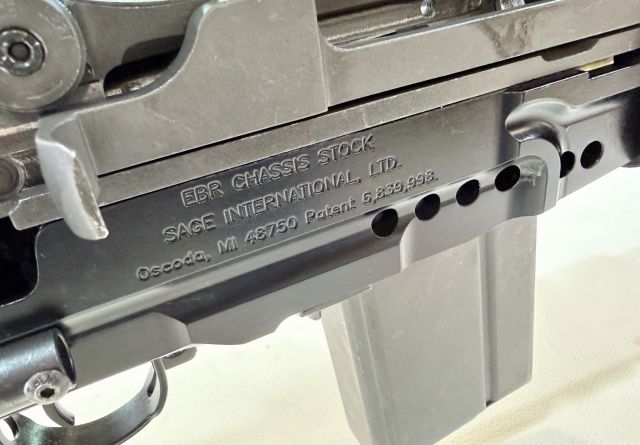 EBR CHASSIS STOCK
SAGE INTERNATIONAL, LTD.
Oscoda, MI 48750 Patent 6,839,998.